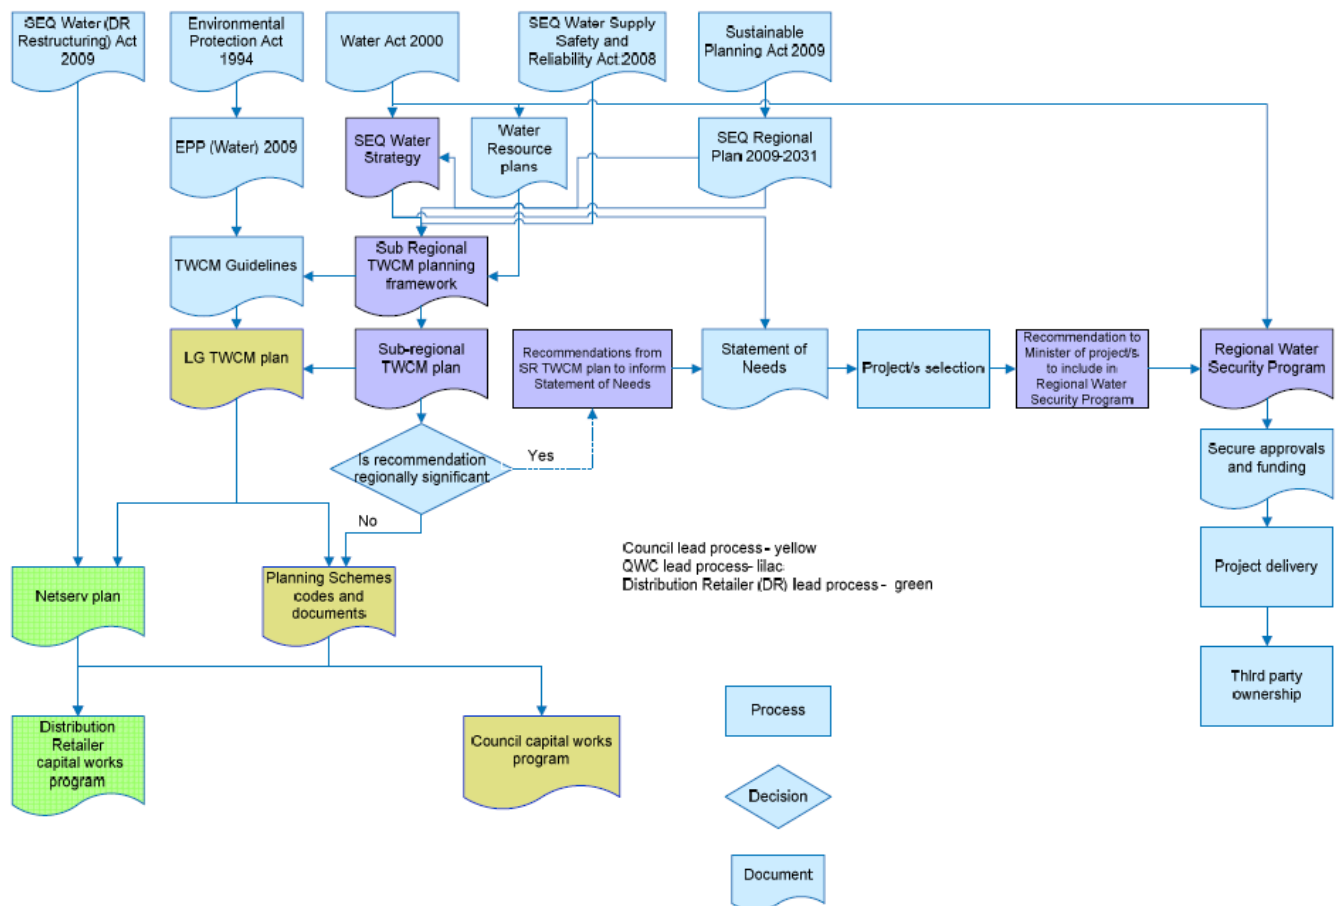 SEQ Water (DR
Restructuring) Act
2009
Environmental
Protection Act
1994
Water Act 2000
SEQ Water Supply
Safety and
Reliability Act 2008
Sustainable
Planning Act 2009
EPP (Water) 2009
SEQ Water
Strategy
Water
Resource
plans
SEQ Regional
Plan 2009-2031
TWCM Guidelines
Sub Regional
TWCM planning
framework
LG TWCM plan
Sub-regional
TWCM plan
Recommendations from
SR TWCM plan to inform
Statement of Needs
Statement of
Needs
Project/s selection
Recommendation to
Minister of project/s
to include in
Regional Water
Security Program
Regional Water
Security Program
Is recommendation
regionally significant
Yes
No
Secure approvals
and funding
Council lead process - yellow
QWC lead process - lilac
Distribution Retailer (DR) lead process - green
Project delivery
Netserv plan
Planning Schemes
codes and
documents
Third party
ownership
Distribution
Retailer
capital works
program
Council capital works
program
Process
Decision
Document